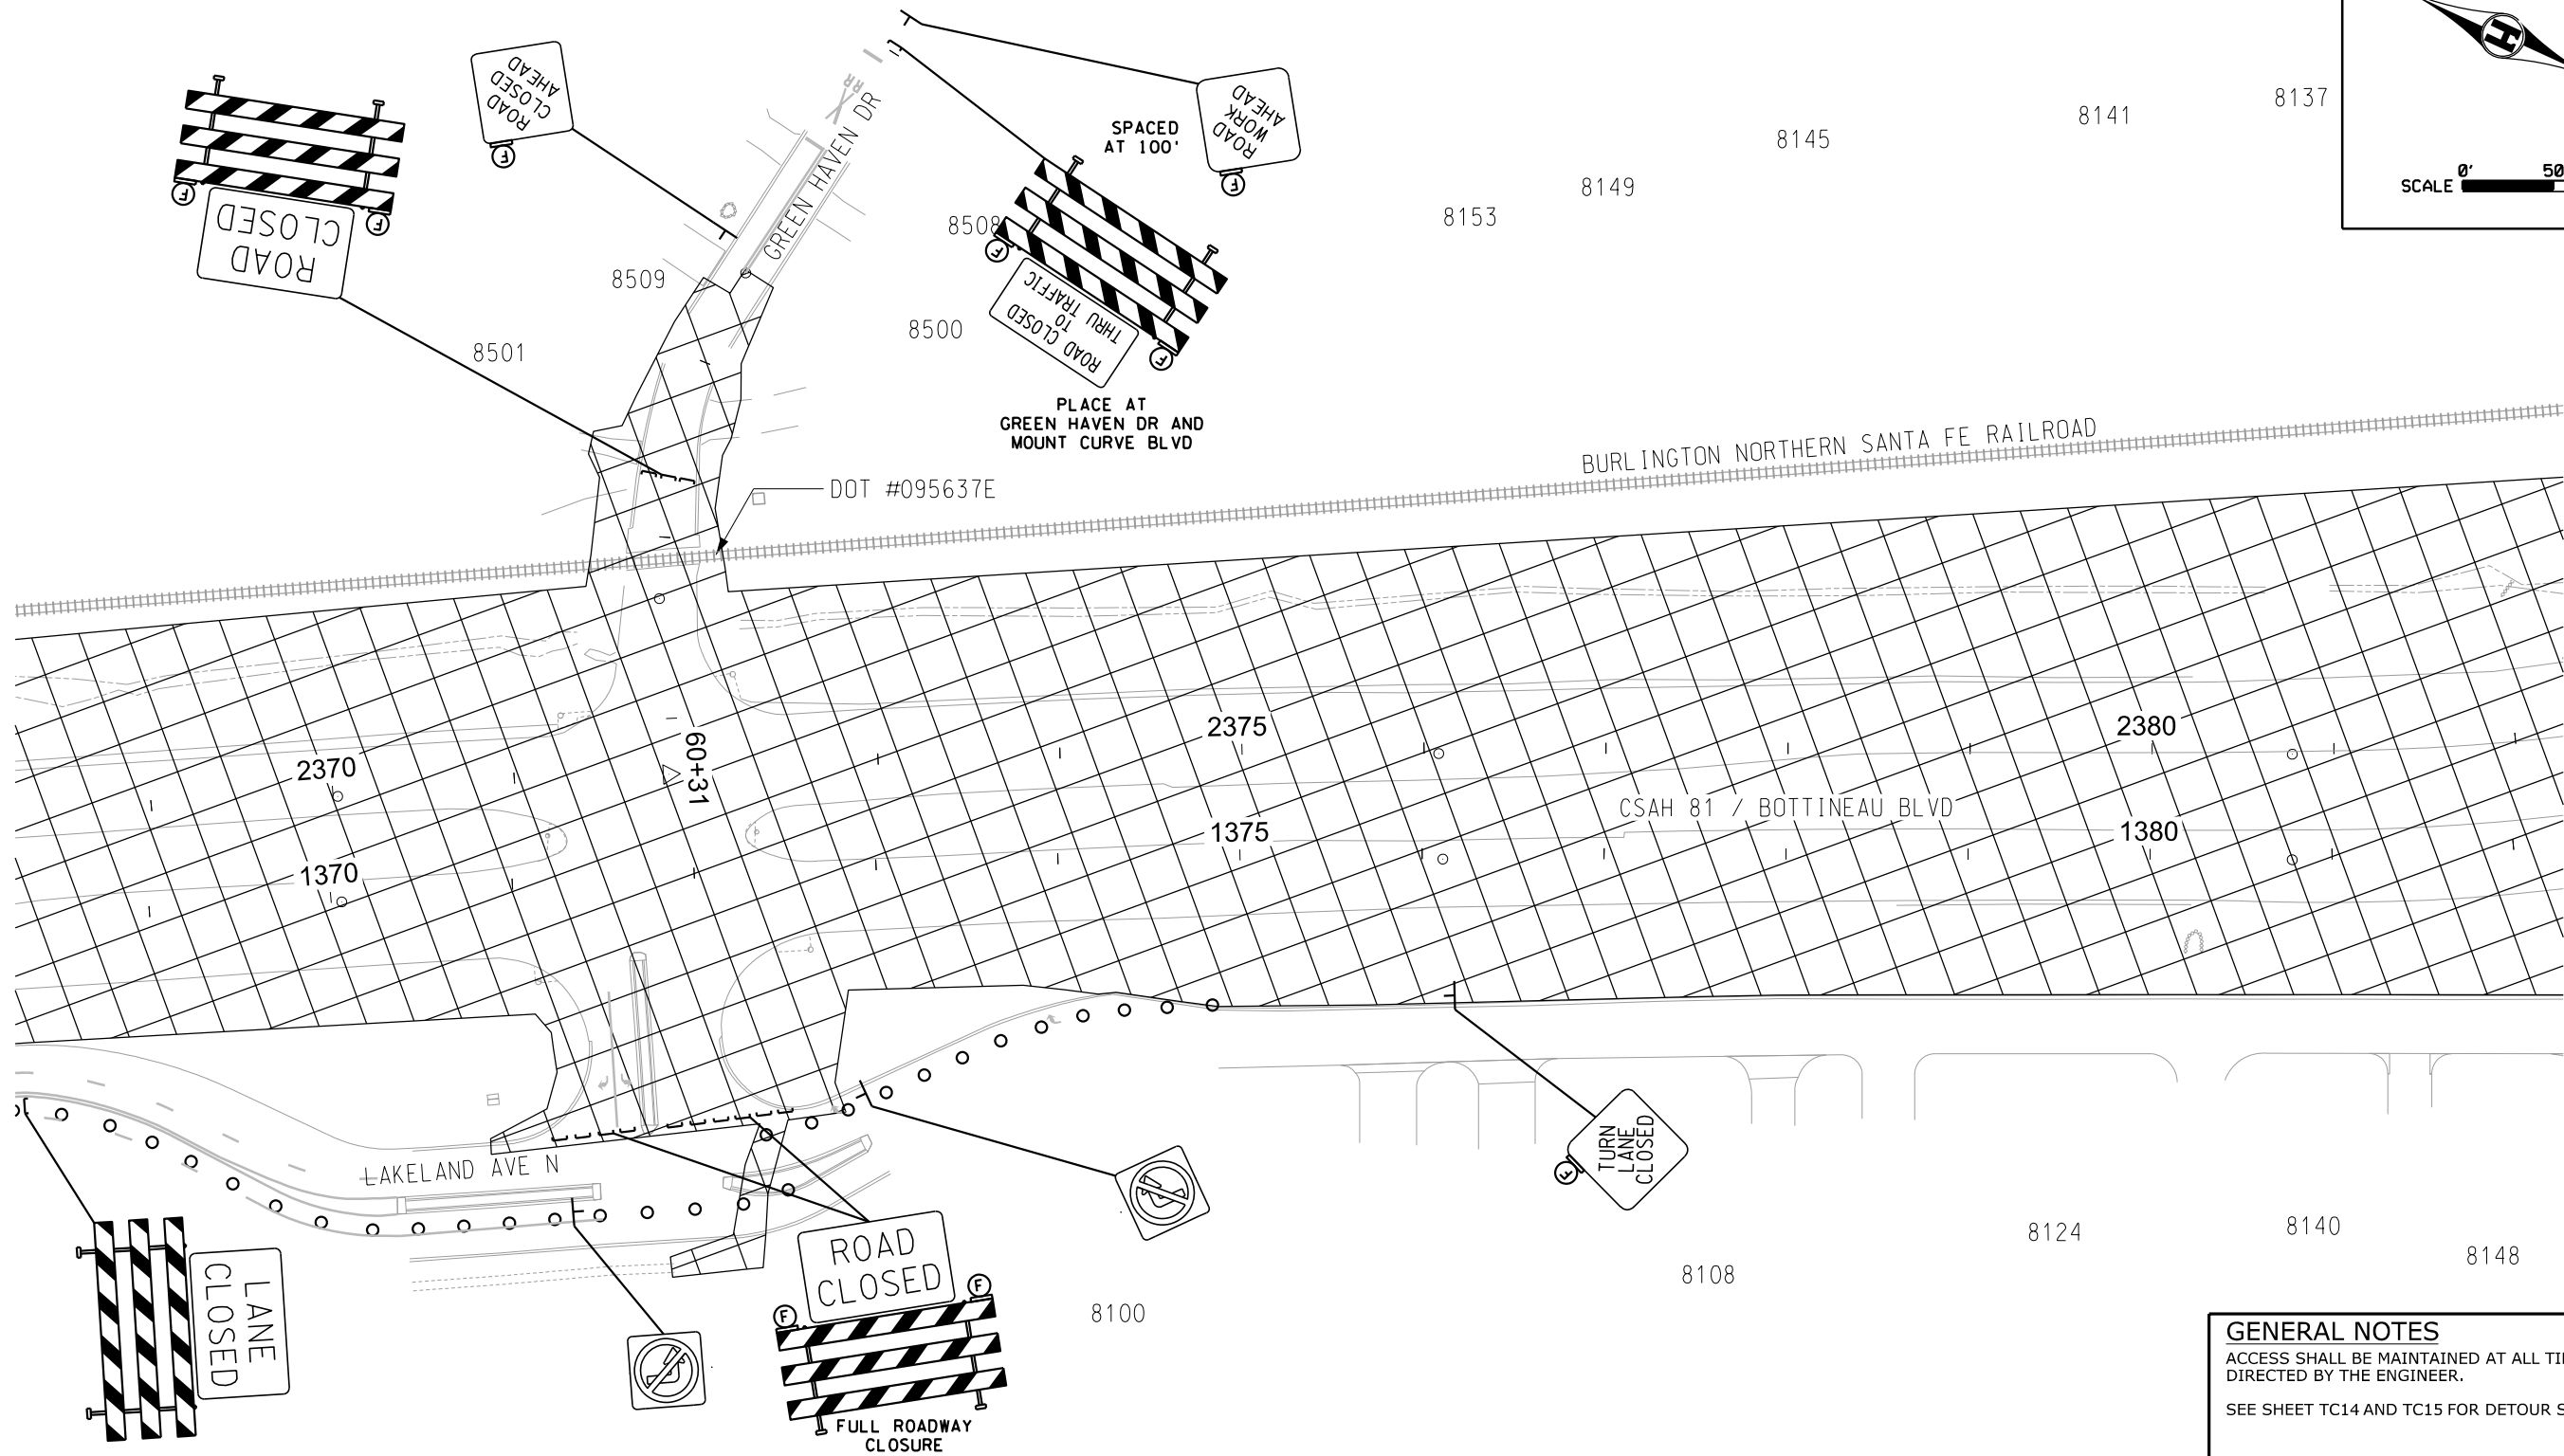 ROAD
CLOSED
AHEAD
F
ROAD
WORK
AHEAD
F
SPACED
AT 100'
RR
GREEN HAVEN DR
ROAD
CLOSED
F
F
ROAD CLOSED
TO
THRU TRAFFIC
F
F
PLACE AT
GREEN HAVEN DR AND
MOUNT CURVE BLVD
H
SCALE
0'
50
8137
8141
8145
8149
8153
8508
8509
8500
8501
DOT #095637E
BURLINGTON NORTHERN SANTA FE RAILROAD
2370
60+31
2375
2380
CSAH 81 / BOTTINEAU BLVD
1370
1375
1380
LAKELAND AVE N
TURN
LANE
CLOSED
F
LANE
CLOSED
ROAD
CLOSED
F
F
FULL ROADWAY
CLOSURE
8100
8108
8124
8140
8148
GENERAL NOTES
ACCESS SHALL BE MAINTAINED AT ALL
DIRECTED BY THE ENGINEER.
SEE SHEET TC14 AND TC15 FOR DETOUR